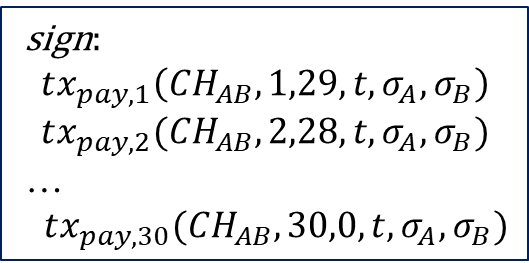 sign:
tx_{pay,1}(CH_{AB}, 1,29, t, σ_A, σ_B)
tx_{pay,2}(CH_{AB}, 2,28, t, σ_A, σ_B)
…
tx_{pay,30}(CH_{AB}, 30,0, t, σ_A, σ_B)